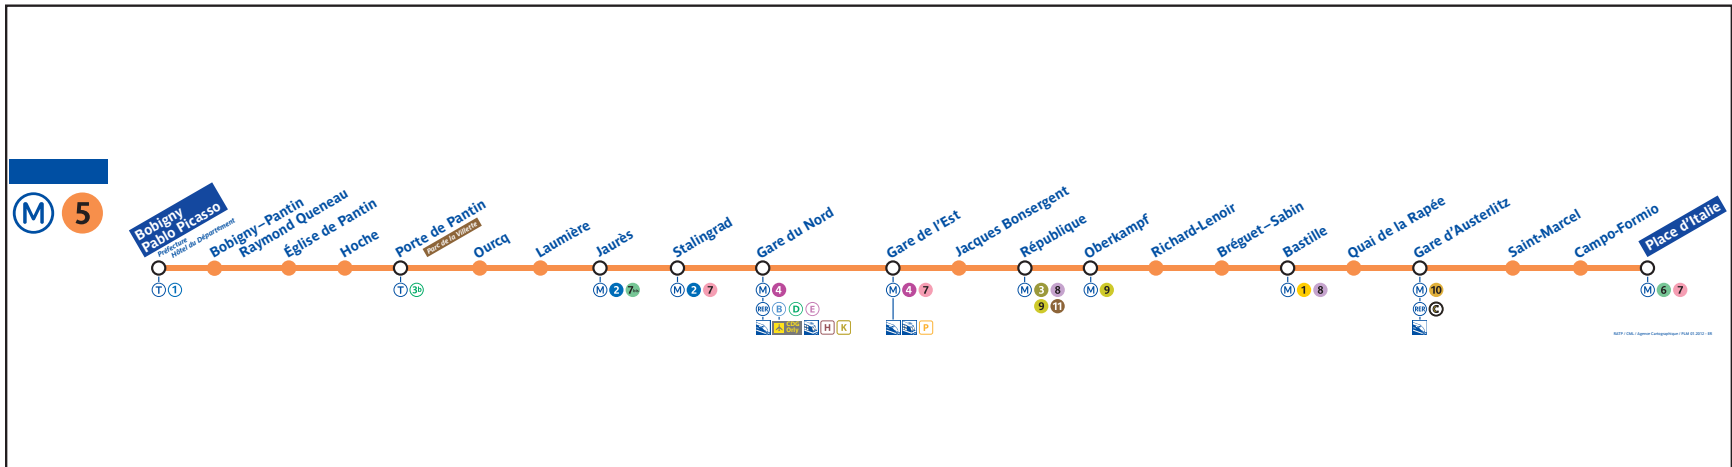 M 5
Bobigny
Pablo Picasso
Préfecture
Hôtel du Département
Bobigny–Pantin
Raymond Queneau
Église de Pantin
Hoche
Porte de Pantin
Parc de la Villette
Ourcq
Laumière
Jaurès
Stalingrad
Gare du Nord
Gare de l'Est
Jacques Bonsergent
République
Oberkampf
Richard-Lenoir
Bréguet–Sabin
Bastille
Quai de la Rapée
Gare d'Austerlitz
Saint-Marcel
Campo-Formio
Place d'Italie
T 1
T 3b
M 2 7bis
M 2 7
M 4
RER B D E
CDG
Orly
H K
M 4 7
P
M 3 8
9 11
M 9
M 1 8
M 10
RER C
M 6 7